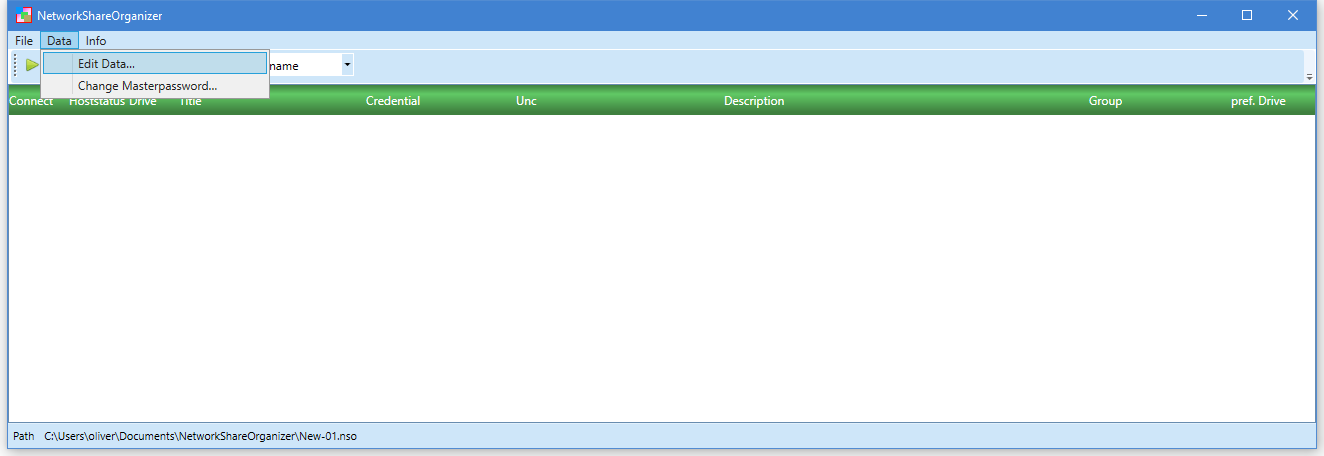 NetworkShareOrganizer
File Data Info
Edit Data...
name
Change Masterpassword...
Connect Hoststatus Drive Title Credential Unc Description Group pref. Drive
Path C:\Users\oliver\Documents\NetworkShareOrganizer\New-01.nso